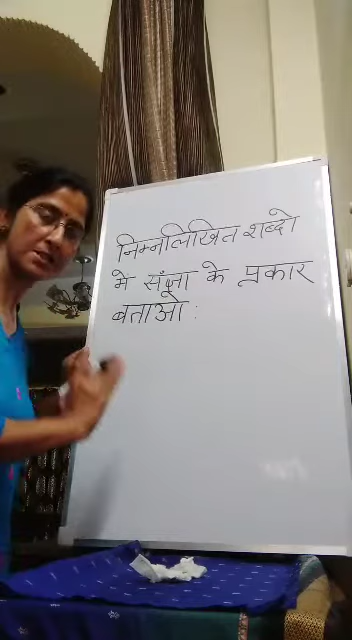 निम्नलिखित शब्दो
मे संज्ञा के प्रकार
बताओ :